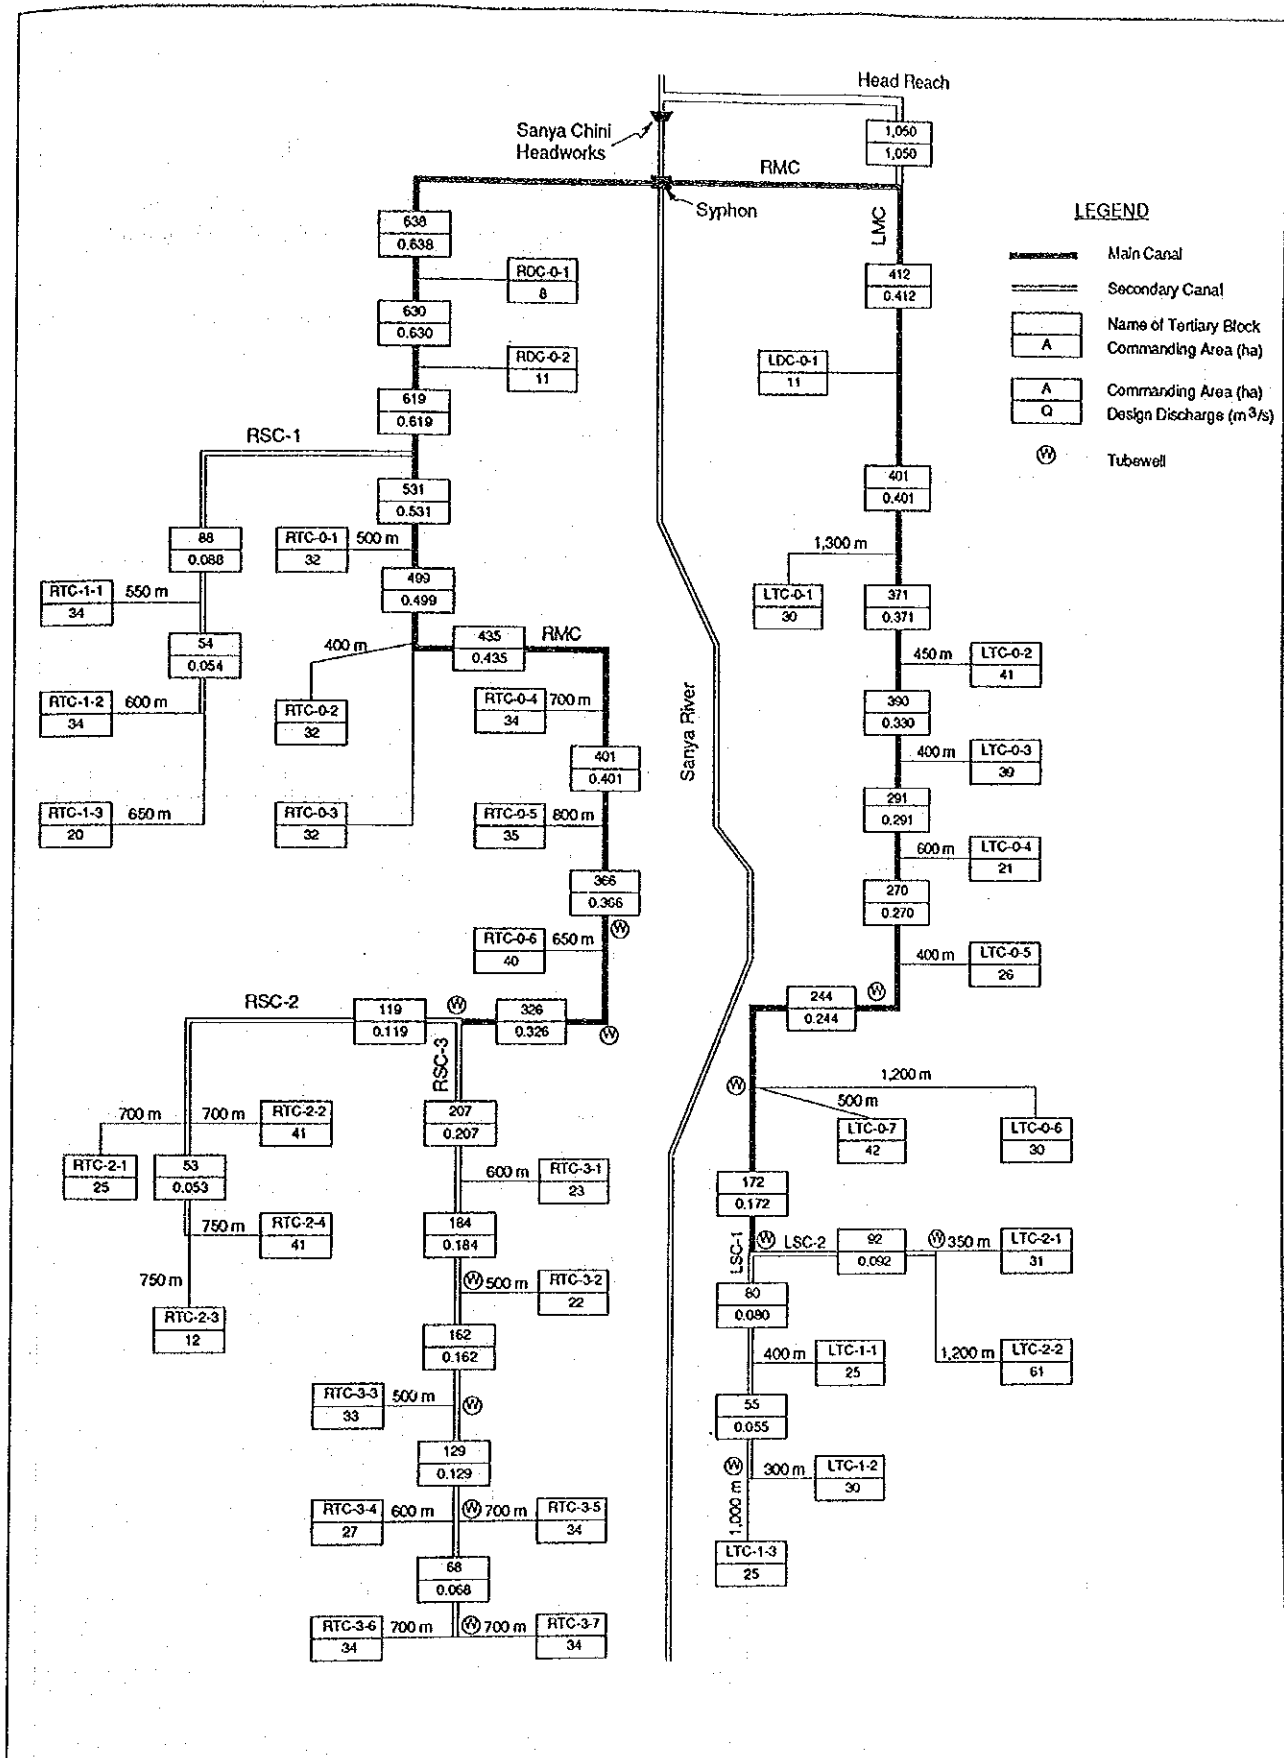 Head Reach
1,050
1,050
Sanya Chini
Headworks
RMC
Syphon
LMC
LEGEND
Main Canal
Secondary Canal
Name of Tertiary Block
A
Commanding Area (ha)
A
Commanding Area (ha)
Q
Design Discharge (m³/s)
W
Tubewell
638
0.638
RDC-0-1
8
630
0.630
RDC-0-2
11
619
0.619
RSC-1
531
0.531
88
0.088
RTC-0-1
32
500 m
499
0.499
RTC-1-1
34
550 m
54
0.054
400 m
435
0.435
RMC
RTC-1-2
34
600 m
RTC-0-2
32
RTC-0-4
34
700 m
401
0.401
RTC-1-3
20
650 m
RTC-0-3
32
RTC-0-5
35
800 m
366
0.366
W
RTC-0-6
40
650 m
RSC-2
119
0.119
W
326
0.326
W
RSC-3
207
0.207
700 m
700 m
RTC-2-2
41
RTC-2-1
25
53
0.053
600 m
RTC-3-1
23
750 m
RTC-2-4
41
184
0.184
750 m
RTC-2-3
12
W
500 m
RTC-3-2
22
162
0.162
RTC-3-3
33
500 m
W
129
0.129
RTC-3-4
27
600 m
W
700 m
RTC-3-5
34
68
0.068
RTC-3-6
34
700 m
W
700 m
RTC-3-7
34
Sanya River
412
0.412
LDC-0-1
11
401
0.401
1,300 m
LTC-0-1
30
371
0.371
450 m
LTC-0-2
41
390
0.330
400 m
LTC-0-3
39
291
0.291
600 m
LTC-0-4
21
270
0.270
400 m
LTC-0-5
26
244
0.244
W
W
1,200 m
500 m
LTC-0-7
42
LTC-0-6
30
172
0.172
LSC-1
W
LSC-2
92
0.092
W
350 m
LTC-2-1
31
80
0.080
400 m
LTC-1-1
25
1,200 m
LTC-2-2
61
55
0.055
W
300 m
LTC-1-2
30
1,000 m
LTC-1-3
25